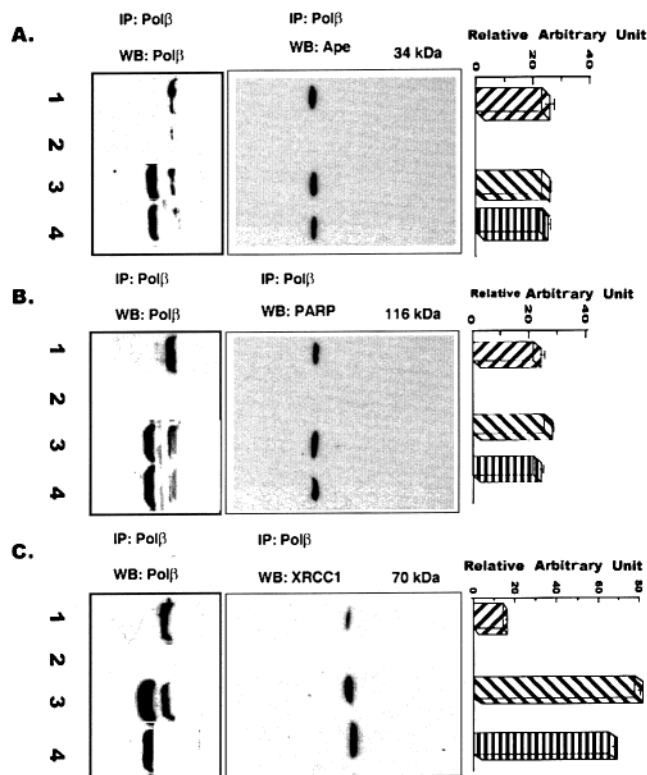 A.
IP: Polβ
WB: Polβ
IP: Polβ
WB: Ape 34 kDa
Relative Arbitrary Unit
0 20 40
1
2
3
4
B.
IP: Polβ
WB: Polβ
IP: Polβ
WB: PARP 116 kDa
Relative Arbitrary Unit
0 20 40
1
2
3
4
C.
IP: Polβ
WB: Polβ
IP: Polβ
WB: XRCC1 70 kDa
Relative Arbitrary Unit
0 20 40 60 80
1
2
3
4